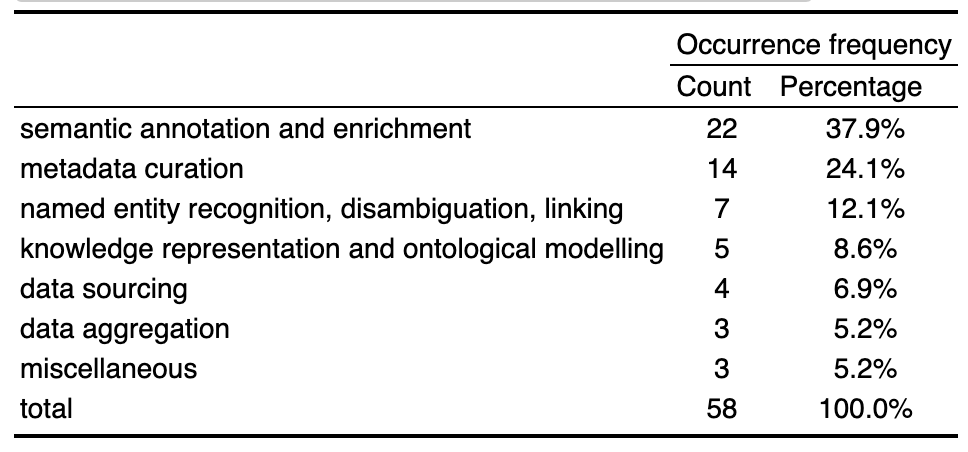 Occurrence frequency
Count Percentage
semantic annotation and enrichment 22 37.9%
metadata curation 14 24.1%
named entity recognition, disambiguation, linking 7 12.1%
knowledge representation and ontological modelling 5 8.6%
data sourcing 4 6.9%
data aggregation 3 5.2%
miscellaneous 3 5.2%
total 58 100.0%